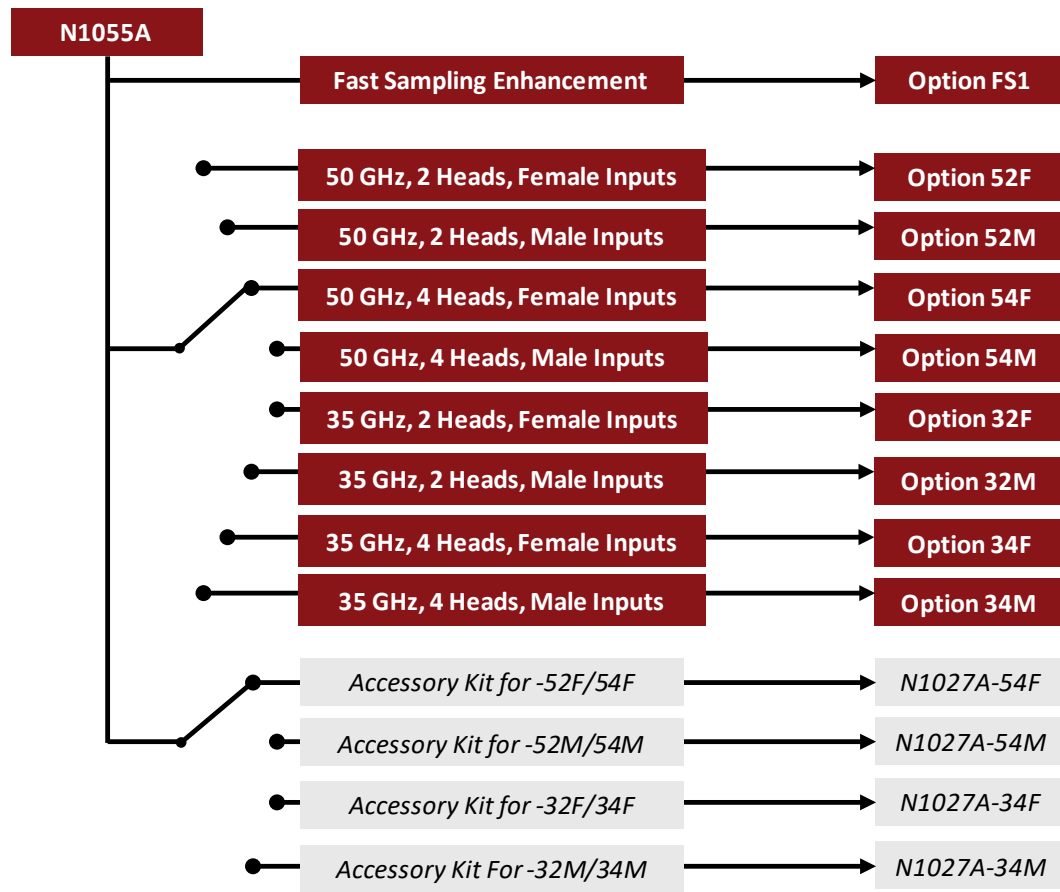 N1055A
Fast Sampling Enhancement
Option FS1
50 GHz, 2 Heads, Female Inputs
Option 52F
50 GHz, 2 Heads, Male Inputs
Option 52M
50 GHz, 4 Heads, Female Inputs
Option 54F
50 GHz, 4 Heads, Male Inputs
Option 54M
35 GHz, 2 Heads, Female Inputs
Option 32F
35 GHz, 2 Heads, Male Inputs
Option 32M
35 GHz, 4 Heads, Female Inputs
Option 34F
35 GHz, 4 Heads, Male Inputs
Option 34M
Accessory Kit for -52F/54F
N1027A-54F
Accessory Kit for -52M/54M
N1027A-54M
Accessory Kit for -32F/34F
N1027A-34F
Accessory Kit For -32M/34M
N1027A-34M